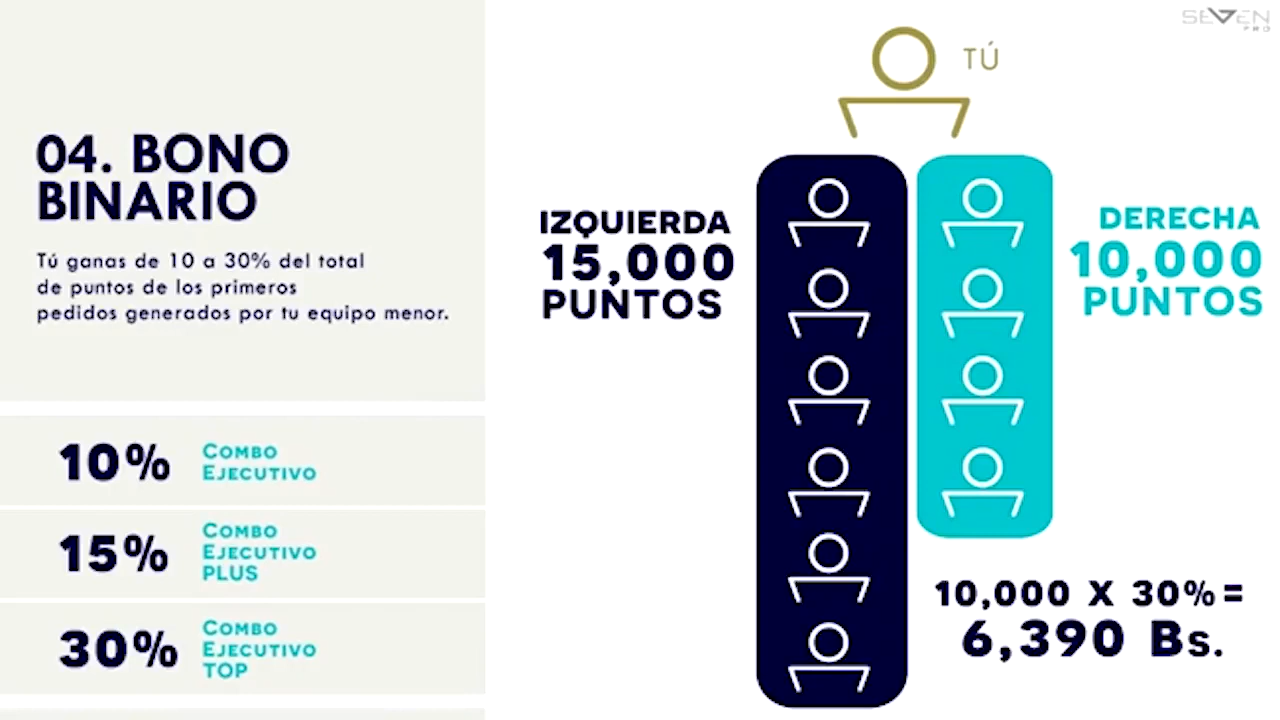 SEVEN
PRO
04. BONO
BINARIO
Tú ganas de 10 a 30% del total
de puntos de los primeros
pedidos generados por tu equipo menor.
10% COMBO
EJECUTIVO
15% COMBO
EJECUTIVO
PLUS
30% COMBO
EJECUTIVO
TOP
TÚ
IZQUIERDA
15,000
PUNTOS
DERECHA
10,000
PUNTOS
10,000 X 30% =
6,390 Bs.